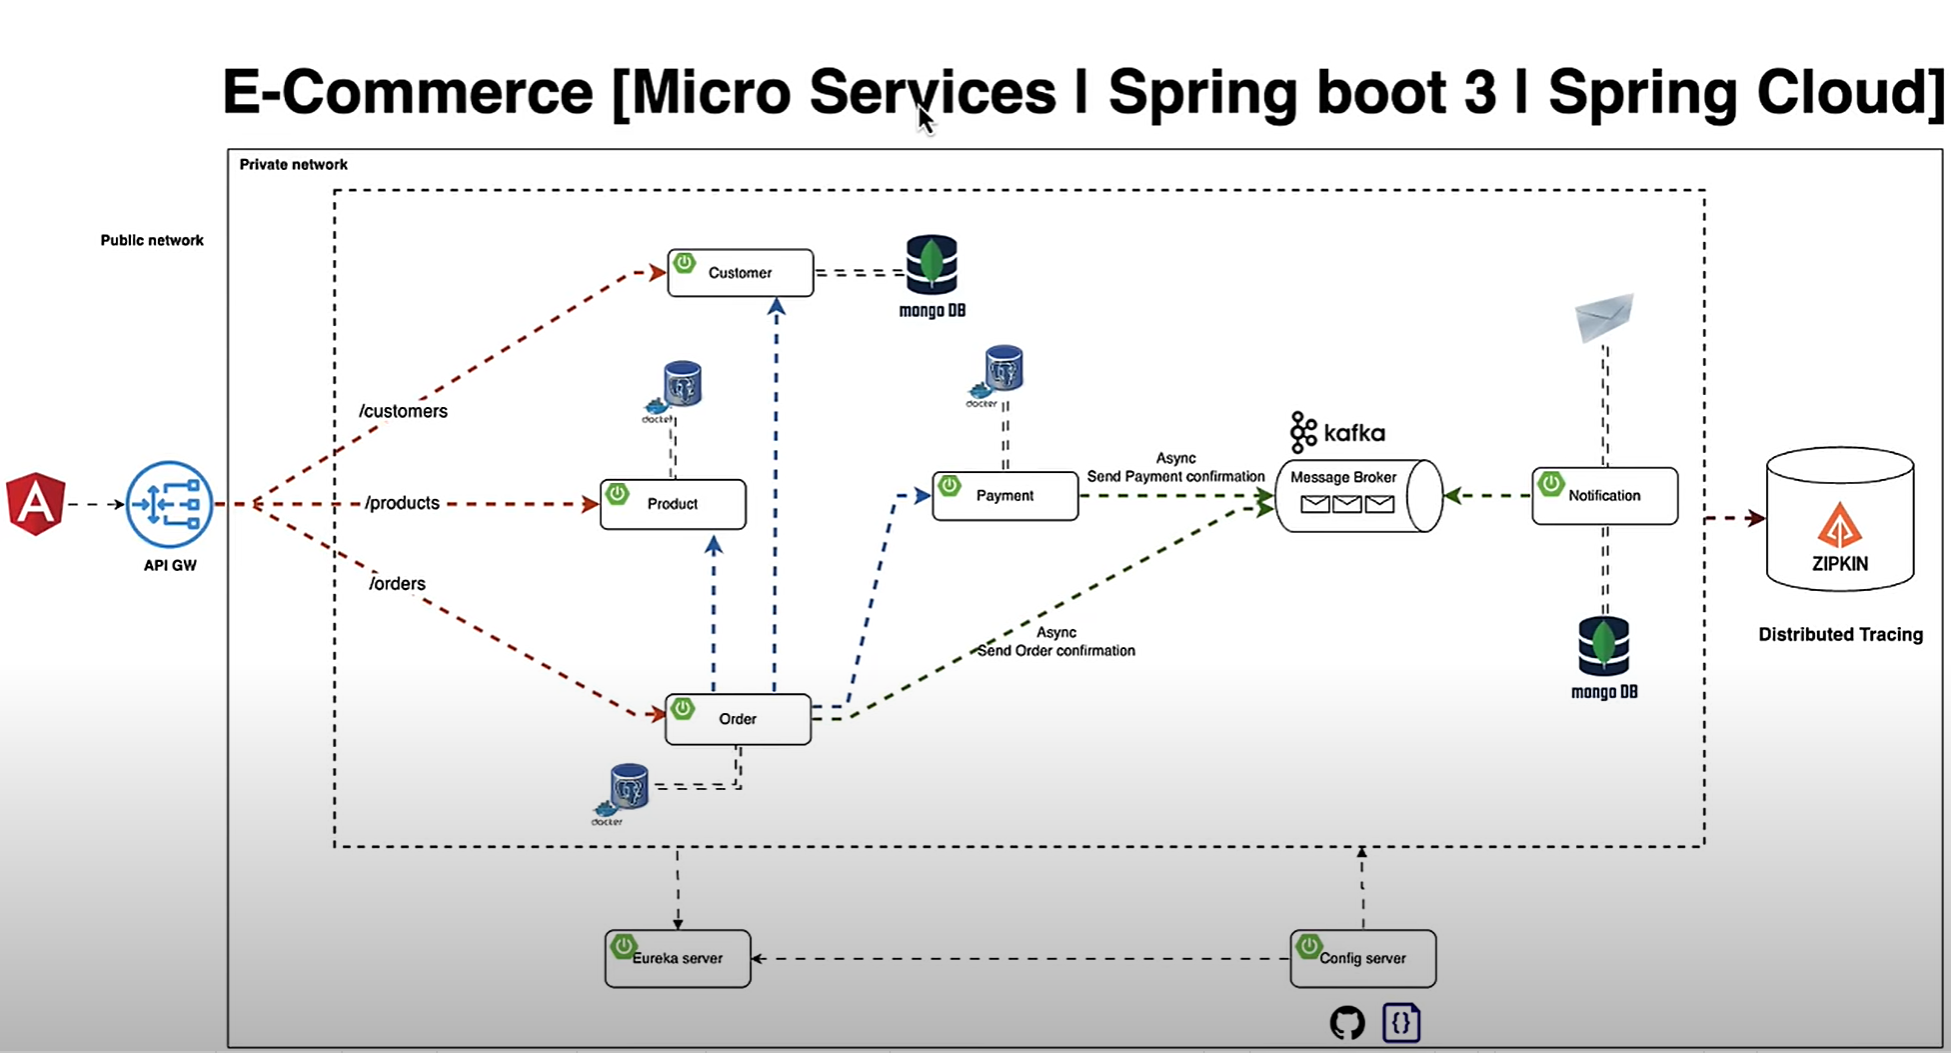 E-Commerce [Micro Services | Spring boot 3 | Spring Cloud]
Private network
Public network
Customer
mongo DB
docker
docker
/customers
kafka
Async
Send Payment confirmation
Message Broker
/products
Product
Payment
Notification
API GW
ZIPKIN
/orders
Distributed Tracing
Async
Send Order confirmation
mongo DB
Order
docker
Eureka server
Config server